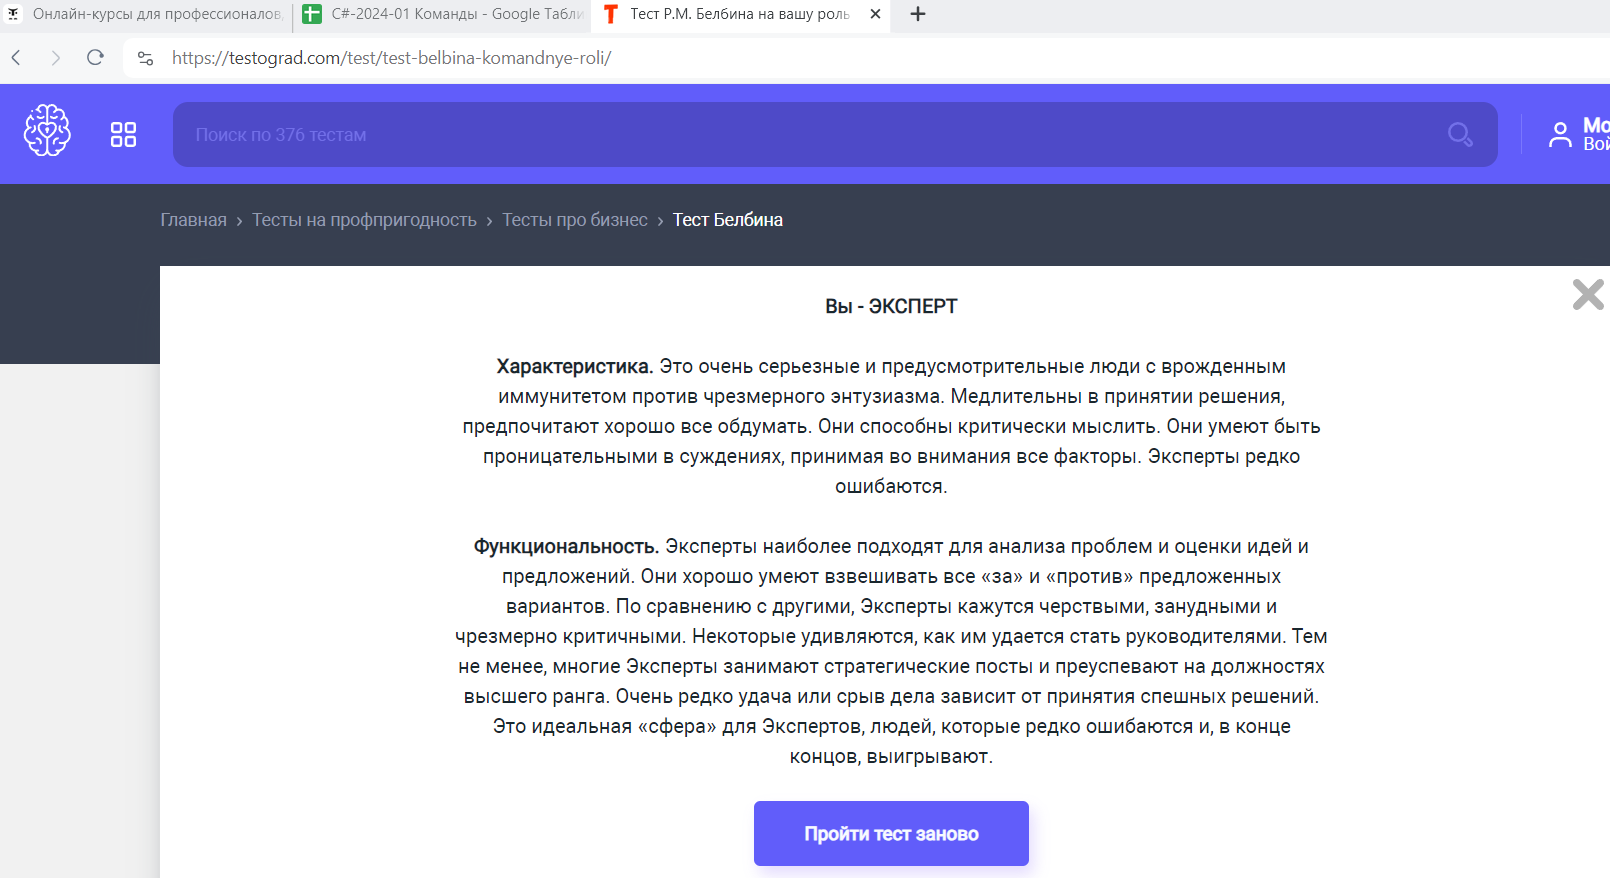 Онлайн-курсы для профессионалов,
C#-2024-01 Команды - Google Табли
Тест Р.М. Белбина на вашу роль
https://testograd.com/test/test-belbina-komandnye-roli/
Поиск по 376 тестам
Мо
Вой
Главная › Тесты на профпригодность › Тесты про бизнес › Тест Белбина
Вы - ЭКСПЕРТ
Характеристика. Это очень серьезные и предусмотрительные люди с врожденным
иммунитетом против чрезмерного энтузиазма. Медлительны в принятии решения,
предпочитают хорошо все обдумать. Они способны критически мыслить. Они умеют быть
проницательными в суждениях, принимая во внимания все факторы. Эксперты редко
ошибаются.
Функциональность. Эксперты наиболее подходят для анализа проблем и оценки идей и
предложений. Они хорошо умеют взвешивать все «за» и «против» предложенных
вариантов. По сравнению с другими, Эксперты кажутся черствыми, занудными и
чрезмерно критичными. Некоторые удивляются, как им удается стать руководителями. Тем
не менее, многие Эксперты занимают стратегические посты и преуспевают на должностях
высшего ранга. Очень редко удача или срыв дела зависит от принятия спешных решений.
Это идеальная «сфера» для Экспертов, людей, которые редко ошибаются и, в конце
концов, выигрывают.
Пройти тест заново